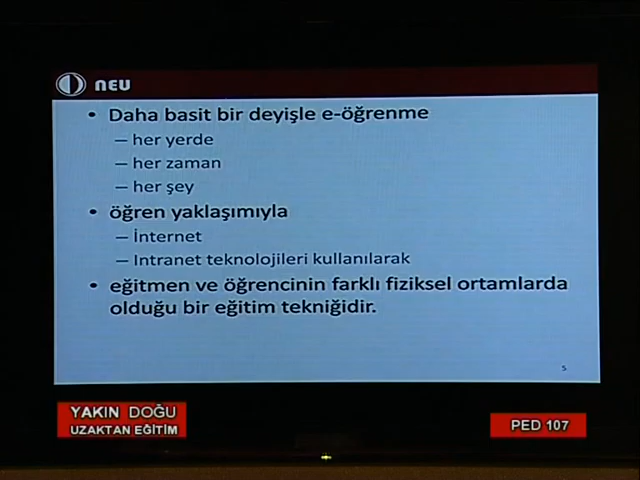 NEU
• Daha basit bir deyişle e-öğrenme
– her yerde
– her zaman
– her şey
• öğren yaklaşımıyla
– İnternet
– Intranet teknolojileri kullanılarak
• eğitmen ve öğrencinin farklı fiziksel ortamlarda
olduğu bir eğitim tekniğidir.
5
YAKIN DOĞU
UZAKTAN EĞİTİM
PED 107